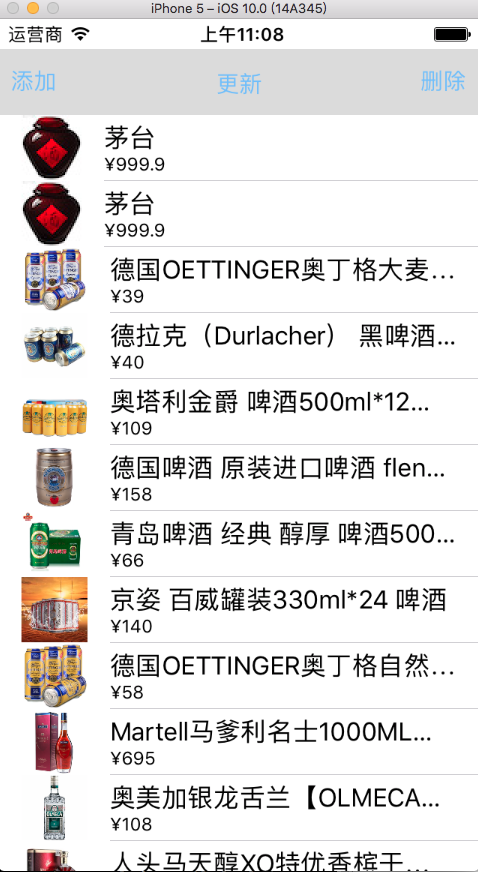 iPhone 5 – iOS 10.0 (14A345)
运营商 上午11:08
添加 更新 删除
茅台
¥999.9
茅台
¥999.9
德国OETTINGER奥丁格大麦…
¥39
德拉克（Durlacher） 黑啤酒...
¥40
奥塔利金爵 啤酒500ml*12...
¥109
德国啤酒 原装进口啤酒 flen...
¥158
青岛啤酒 经典 醇厚 啤酒500...
¥66
京姿 百威罐装330ml*24 啤酒
¥140
德国OETTINGER奥丁格自然…
¥58
Martell马爹利名士1000ML...
¥695
奥美加银龙舌兰【OLMECA...
¥108
人头马天醇XO特优香槟干...